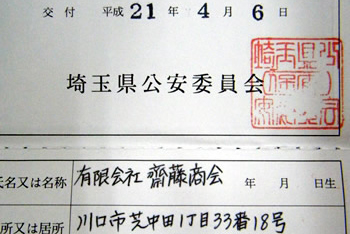 交付 平成21年4月6日
埼玉県公安委員会
氏名又は名称 有限会社 齋藤商会 年 月 日生
所又は居所 川口市芝中田1丁目33番18号